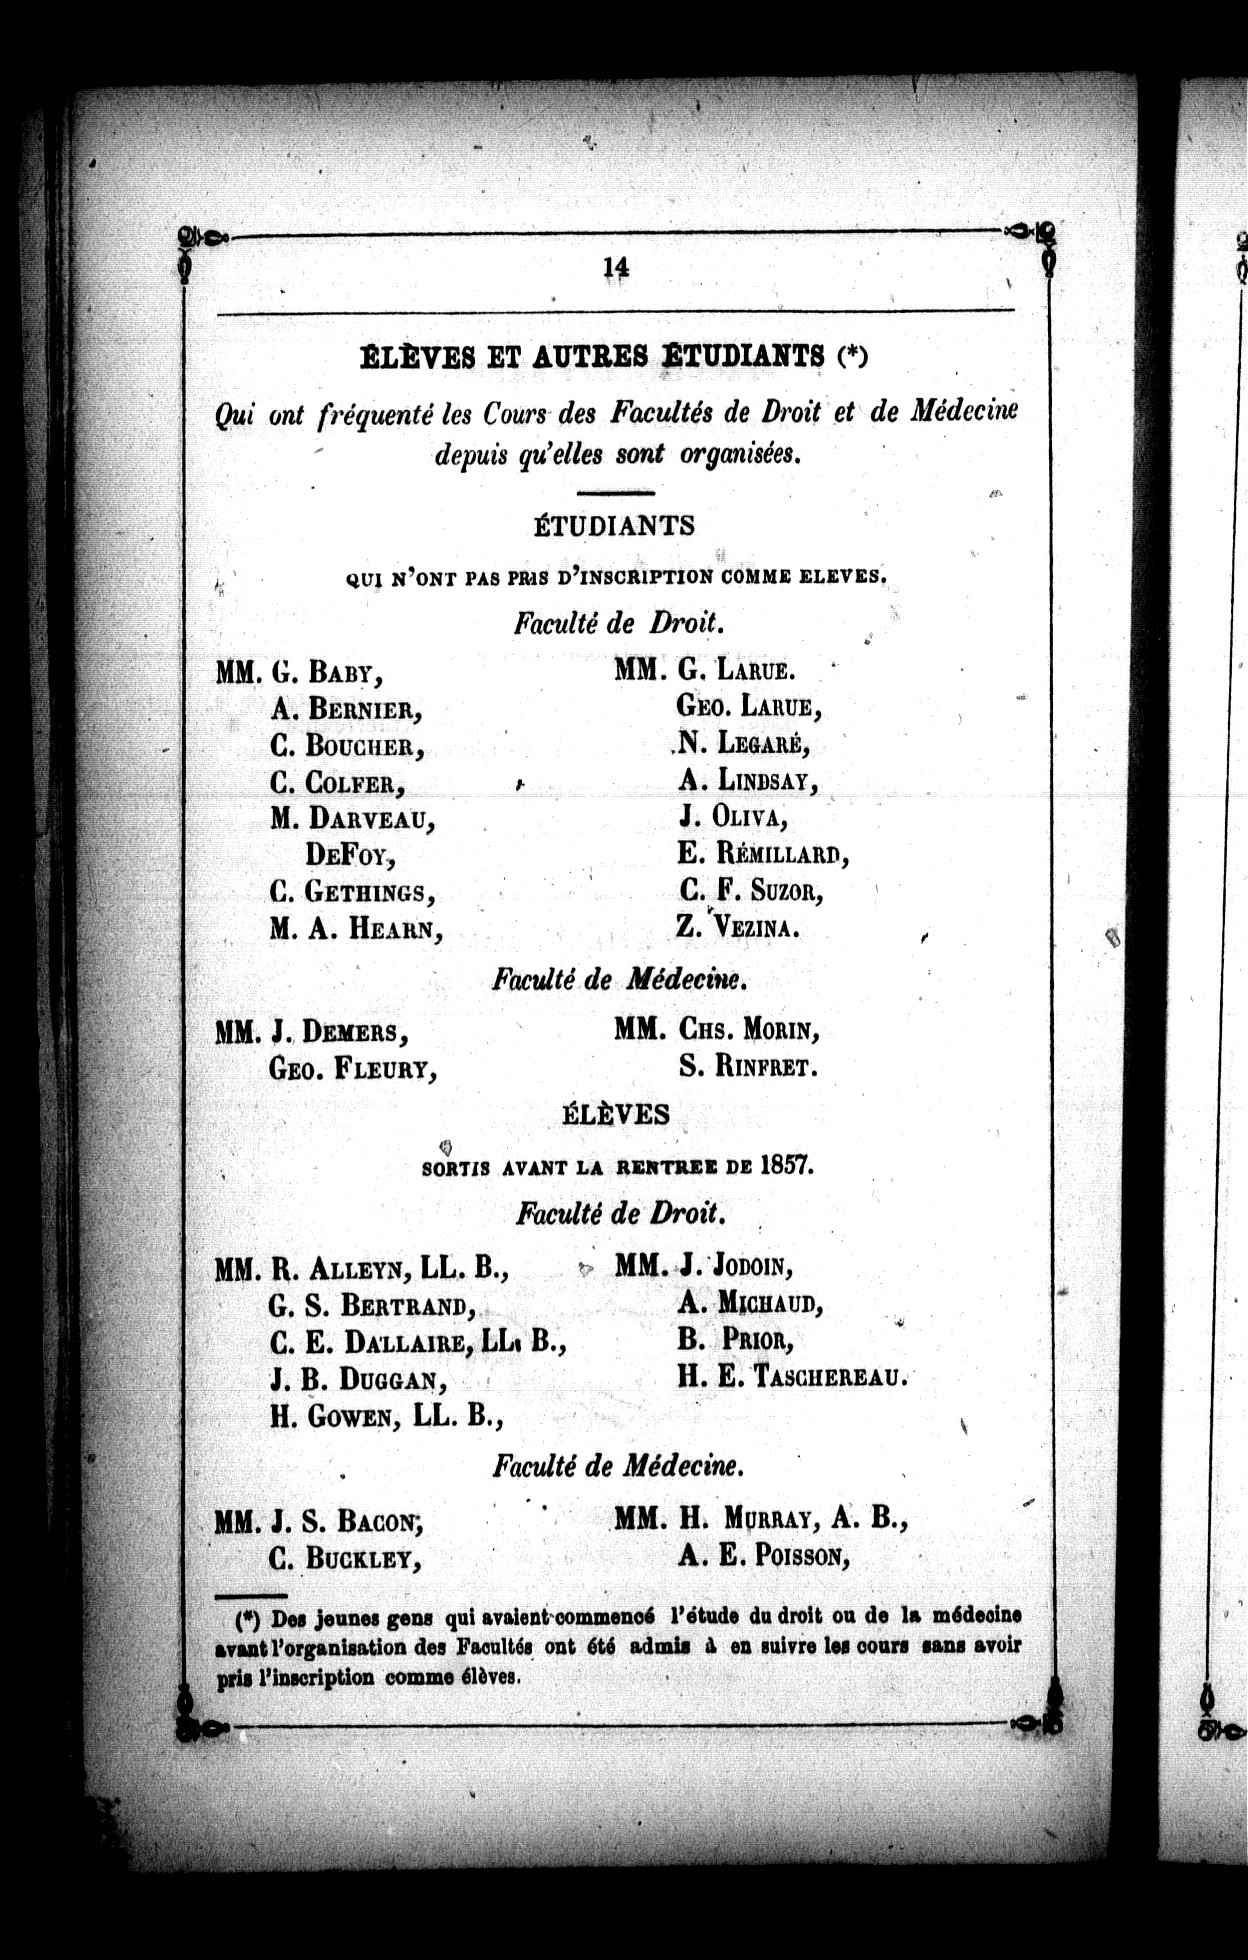 14
ÉLÈVES ET AUTRES ÉTUDIANTS (*)
Qui ont fréquenté les Cours des Facultés de Droit et de Médecine
depuis qu'elles sont organisées.
ÉTUDIANTS
QUI N'ONT PAS PRIS D'INSCRIPTION COMME ELEVES.
Faculté de Droit.
MM. G. BABY,
A. BERNIER,
C. BOUCHER,
C. COLFER,
M. DARVEAU,
DEFOY,
C. GETHINGS,
M. A. HEARN,
MM. G. LARUE.
GEO. LARUE,
N. LEGARÉ,
A. LINDSAY,
J. OLIVA,
E. RÉMILLARD,
C. F. SUZOR,
Z. VEZINA.
Faculté de Médecine.
MM. J. DEMERS,
GEO. FLEURY,
MM. CHS. MORIN,
S. RINFRET.
ÉLÈVES
SORTIS AVANT LA RENTREE DE 1857.
Faculté de Droit.
MM. R. ALLEYN, LL. B.,
G. S. BERTRAND,
C. E. DALLAIRE, LL. B.,
J. B. DUGGAN,
H. GOWEN, LL. B.,
MM. J. JODOIN,
A. MICHAUD,
B. PRIOR,
H. E. TASCHEREAU.
Faculté de Médecine.
MM. J. S. BACON,
C. BUCKLEY,
MM. H. MURRAY, A. B.,
A. E. POISSON,
(*) Des jeunes gens qui avaient commencé l'étude du droit ou de la médecine
avant l'organisation des Facultés ont été admis à en suivre les cours sans avoir
pris l'inscription comme élèves.